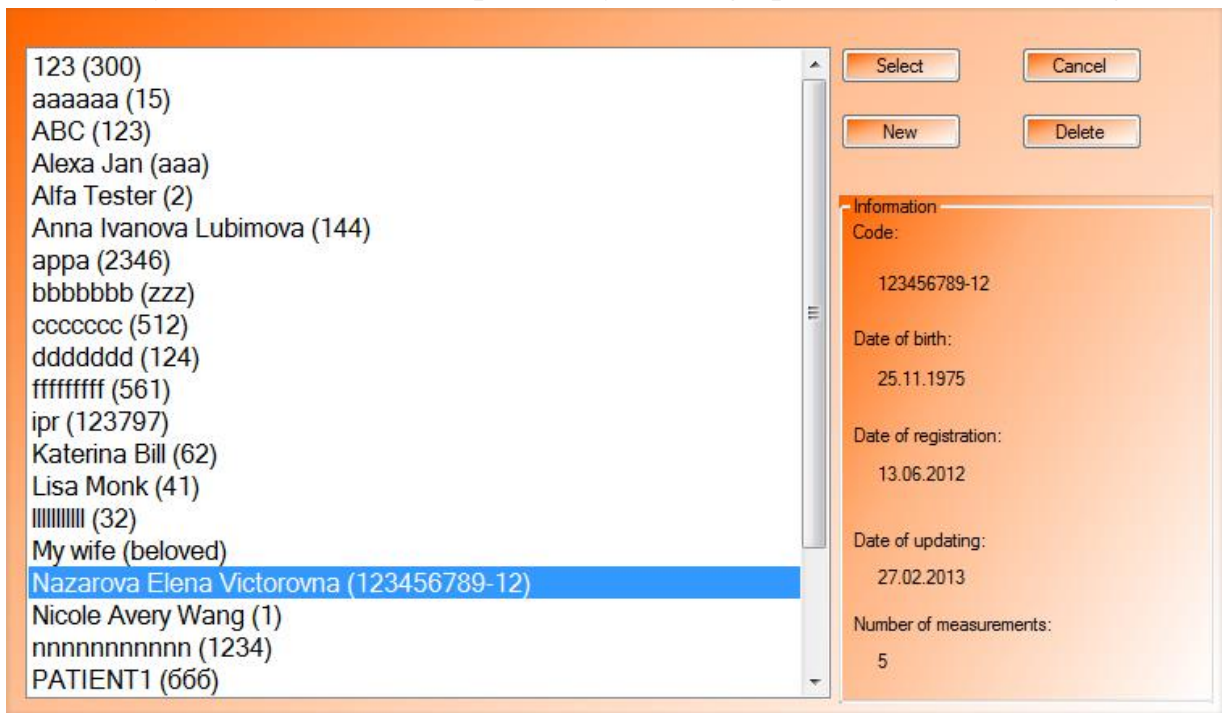 123 (300)
aaaaaa (15)
ABC (123)
Alexa Jan (aaa)
Alfa Tester (2)
Anna Ivanova Lubimova (144)
appa (2346)
bbbbbbb (zzz)
ccccccc (512)
ddddddd (124)
fffffffff (561)
ipr (123797)
Katerina Bill (62)
Lisa Monk (41)
(32)
My wife (beloved)
Nazarova Elena Victorovna (123456789-12)
Nicole Avery Wang (1)
nnnnnnnnnnn (1234)
PATIENT1 (ббб)
Select
Cancel
New
Delete
Information
Code:
123456789-12
Date of birth:
25.11.1975
Date of registration:
13.06.2012
Date of updating:
27.02.2013
Number of measurements:
5